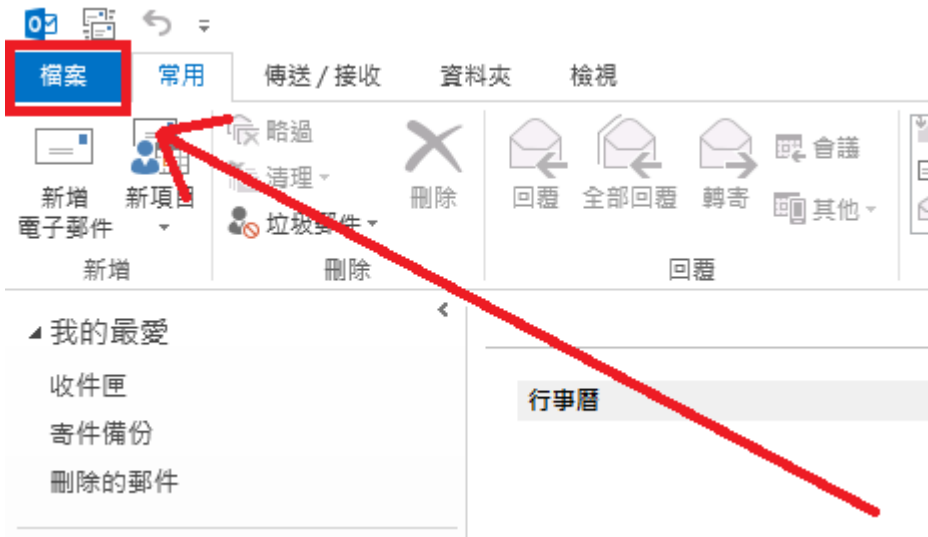 檔案 常用 傳送 / 接收 資料夾 檢視
新增
電子郵件
新項目
略過
清理
垃圾郵件
刪除
回覆 全部回覆 轉寄
會議
其他
新增 刪除 回覆
我的最愛
收件匣
寄件備份
刪除的郵件
行事曆